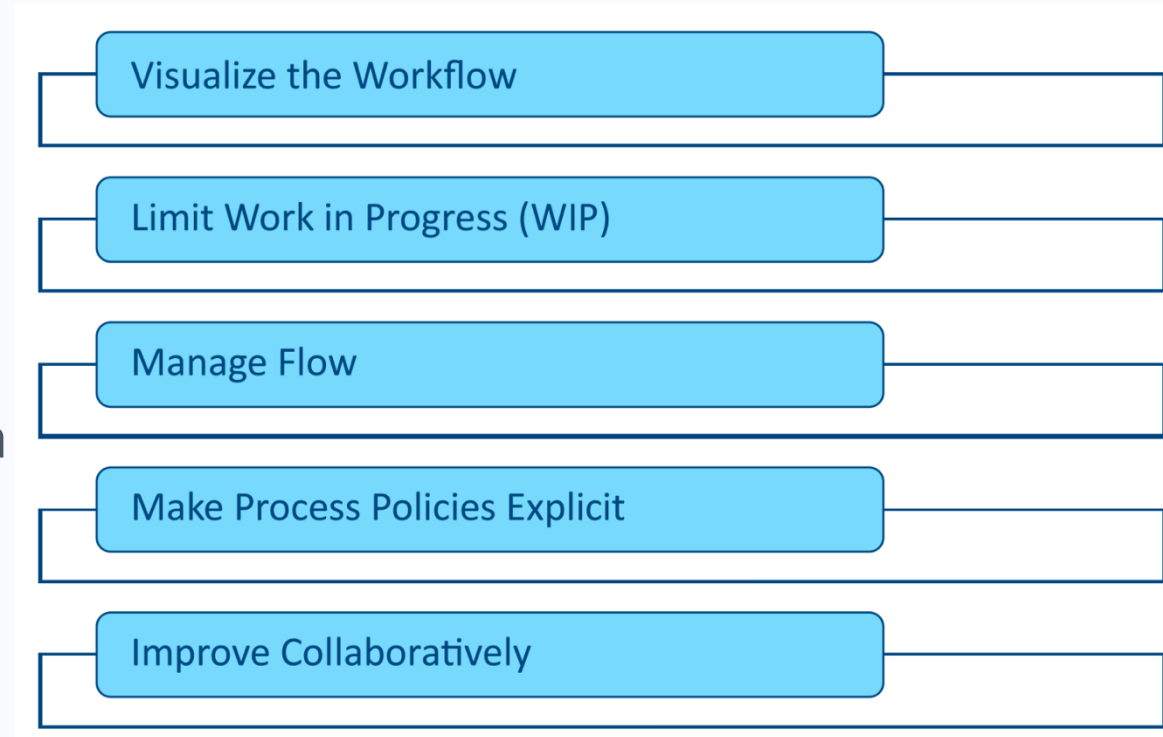 Visualize the Workflow
Limit Work in Progress (WIP)
Manage Flow
Make Process Policies Explicit
Improve Collaboratively